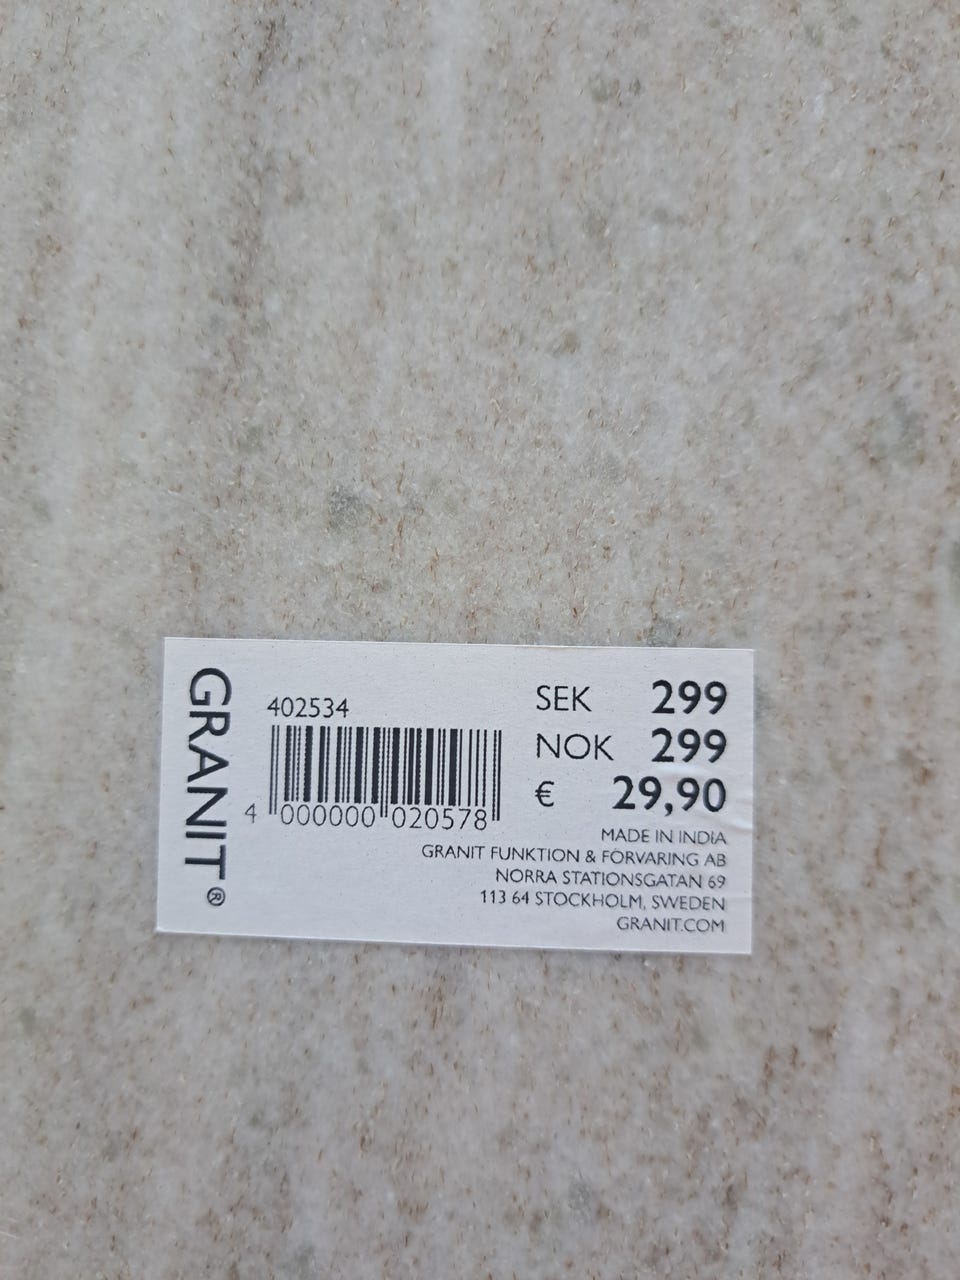 GRANIT®
402534
4 000000 020578
SEK 299
NOK 299
€ 29,90
MADE IN INDIA
GRANIT FUNKTION & FÖRVARING AB
NORRA STATIONSGATAN 69
113 64 STOCKHOLM, SWEDEN
GRANIT.COM